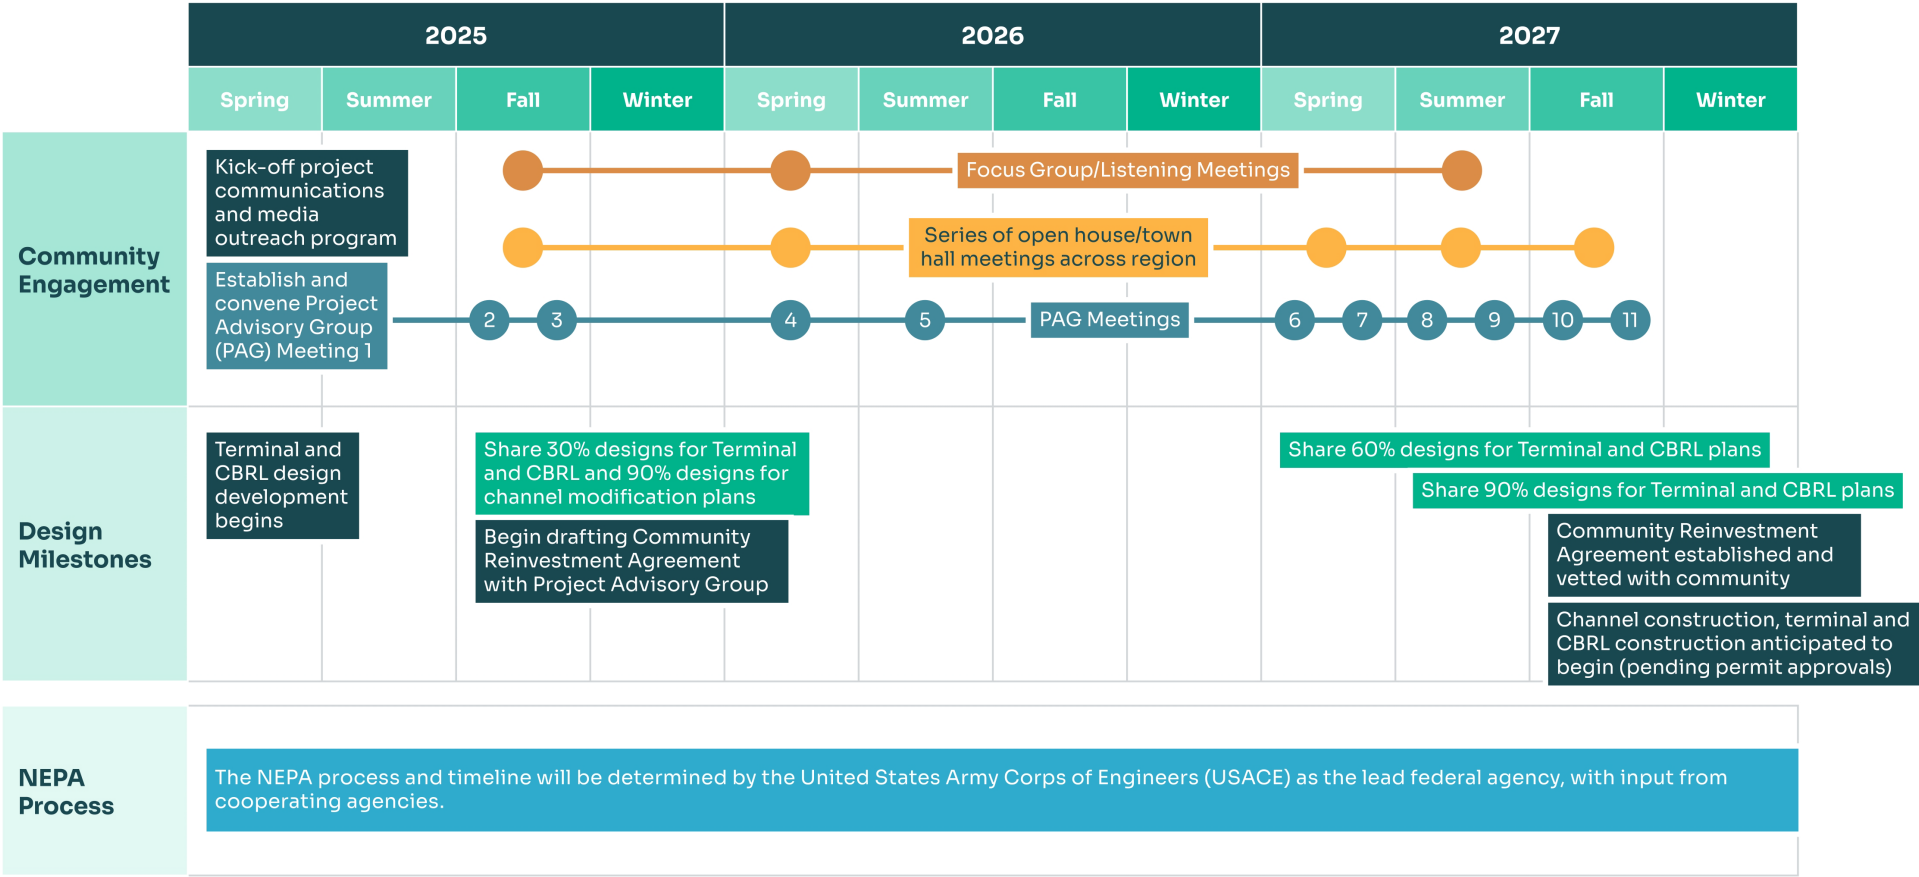 2025
2026
2027
Spring
Summer
Fall
Winter
Spring
Summer
Fall
Winter
Spring
Summer
Fall
Winter
Community
Engagement
Kick-off project
communications
and media
outreach program
Focus Group/Listening Meetings
Series of open house/town
hall meetings across region
Establish and
convene Project
Advisory Group
(PAG) Meeting 1
2
3
4
5
PAG Meetings
6
7
8
9
10
11
Design
Milestones
Terminal and
CBRL design
development
begins
Share 30% designs for Terminal
and CBRL and 90% designs for
channel modification plans
Begin drafting Community
Reinvestment Agreement
with Project Advisory Group
Share 60% designs for Terminal and CBRL plans
Share 90% designs for Terminal and CBRL plans
Community Reinvestment
Agreement established and
vetted with community
Channel construction, terminal and
CBRL construction anticipated to
begin (pending permit approvals)
NEPA
Process
The NEPA process and timeline will be determined by the United States Army Corps of Engineers (USACE) as the lead federal agency, with input from
cooperating agencies.